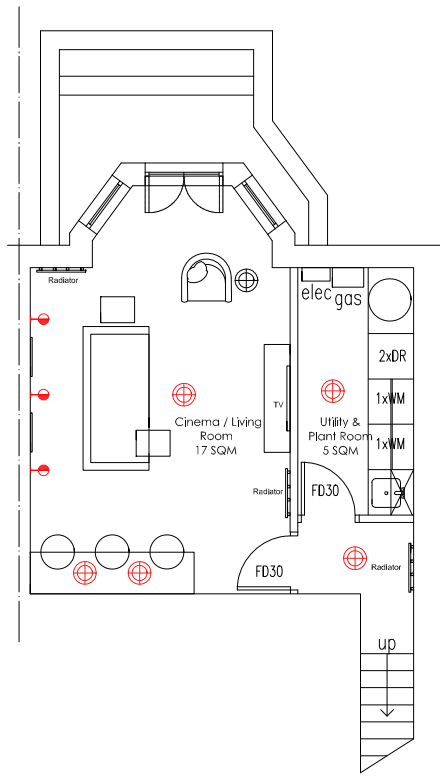 elec
gas
Radiator
2xDR
1xWM
TV
Cinema / Living
Room
17 SQM
Utility &
Plant Room
5 SQM
1xWM
Radiator
FD30
FD30
Radiator
up